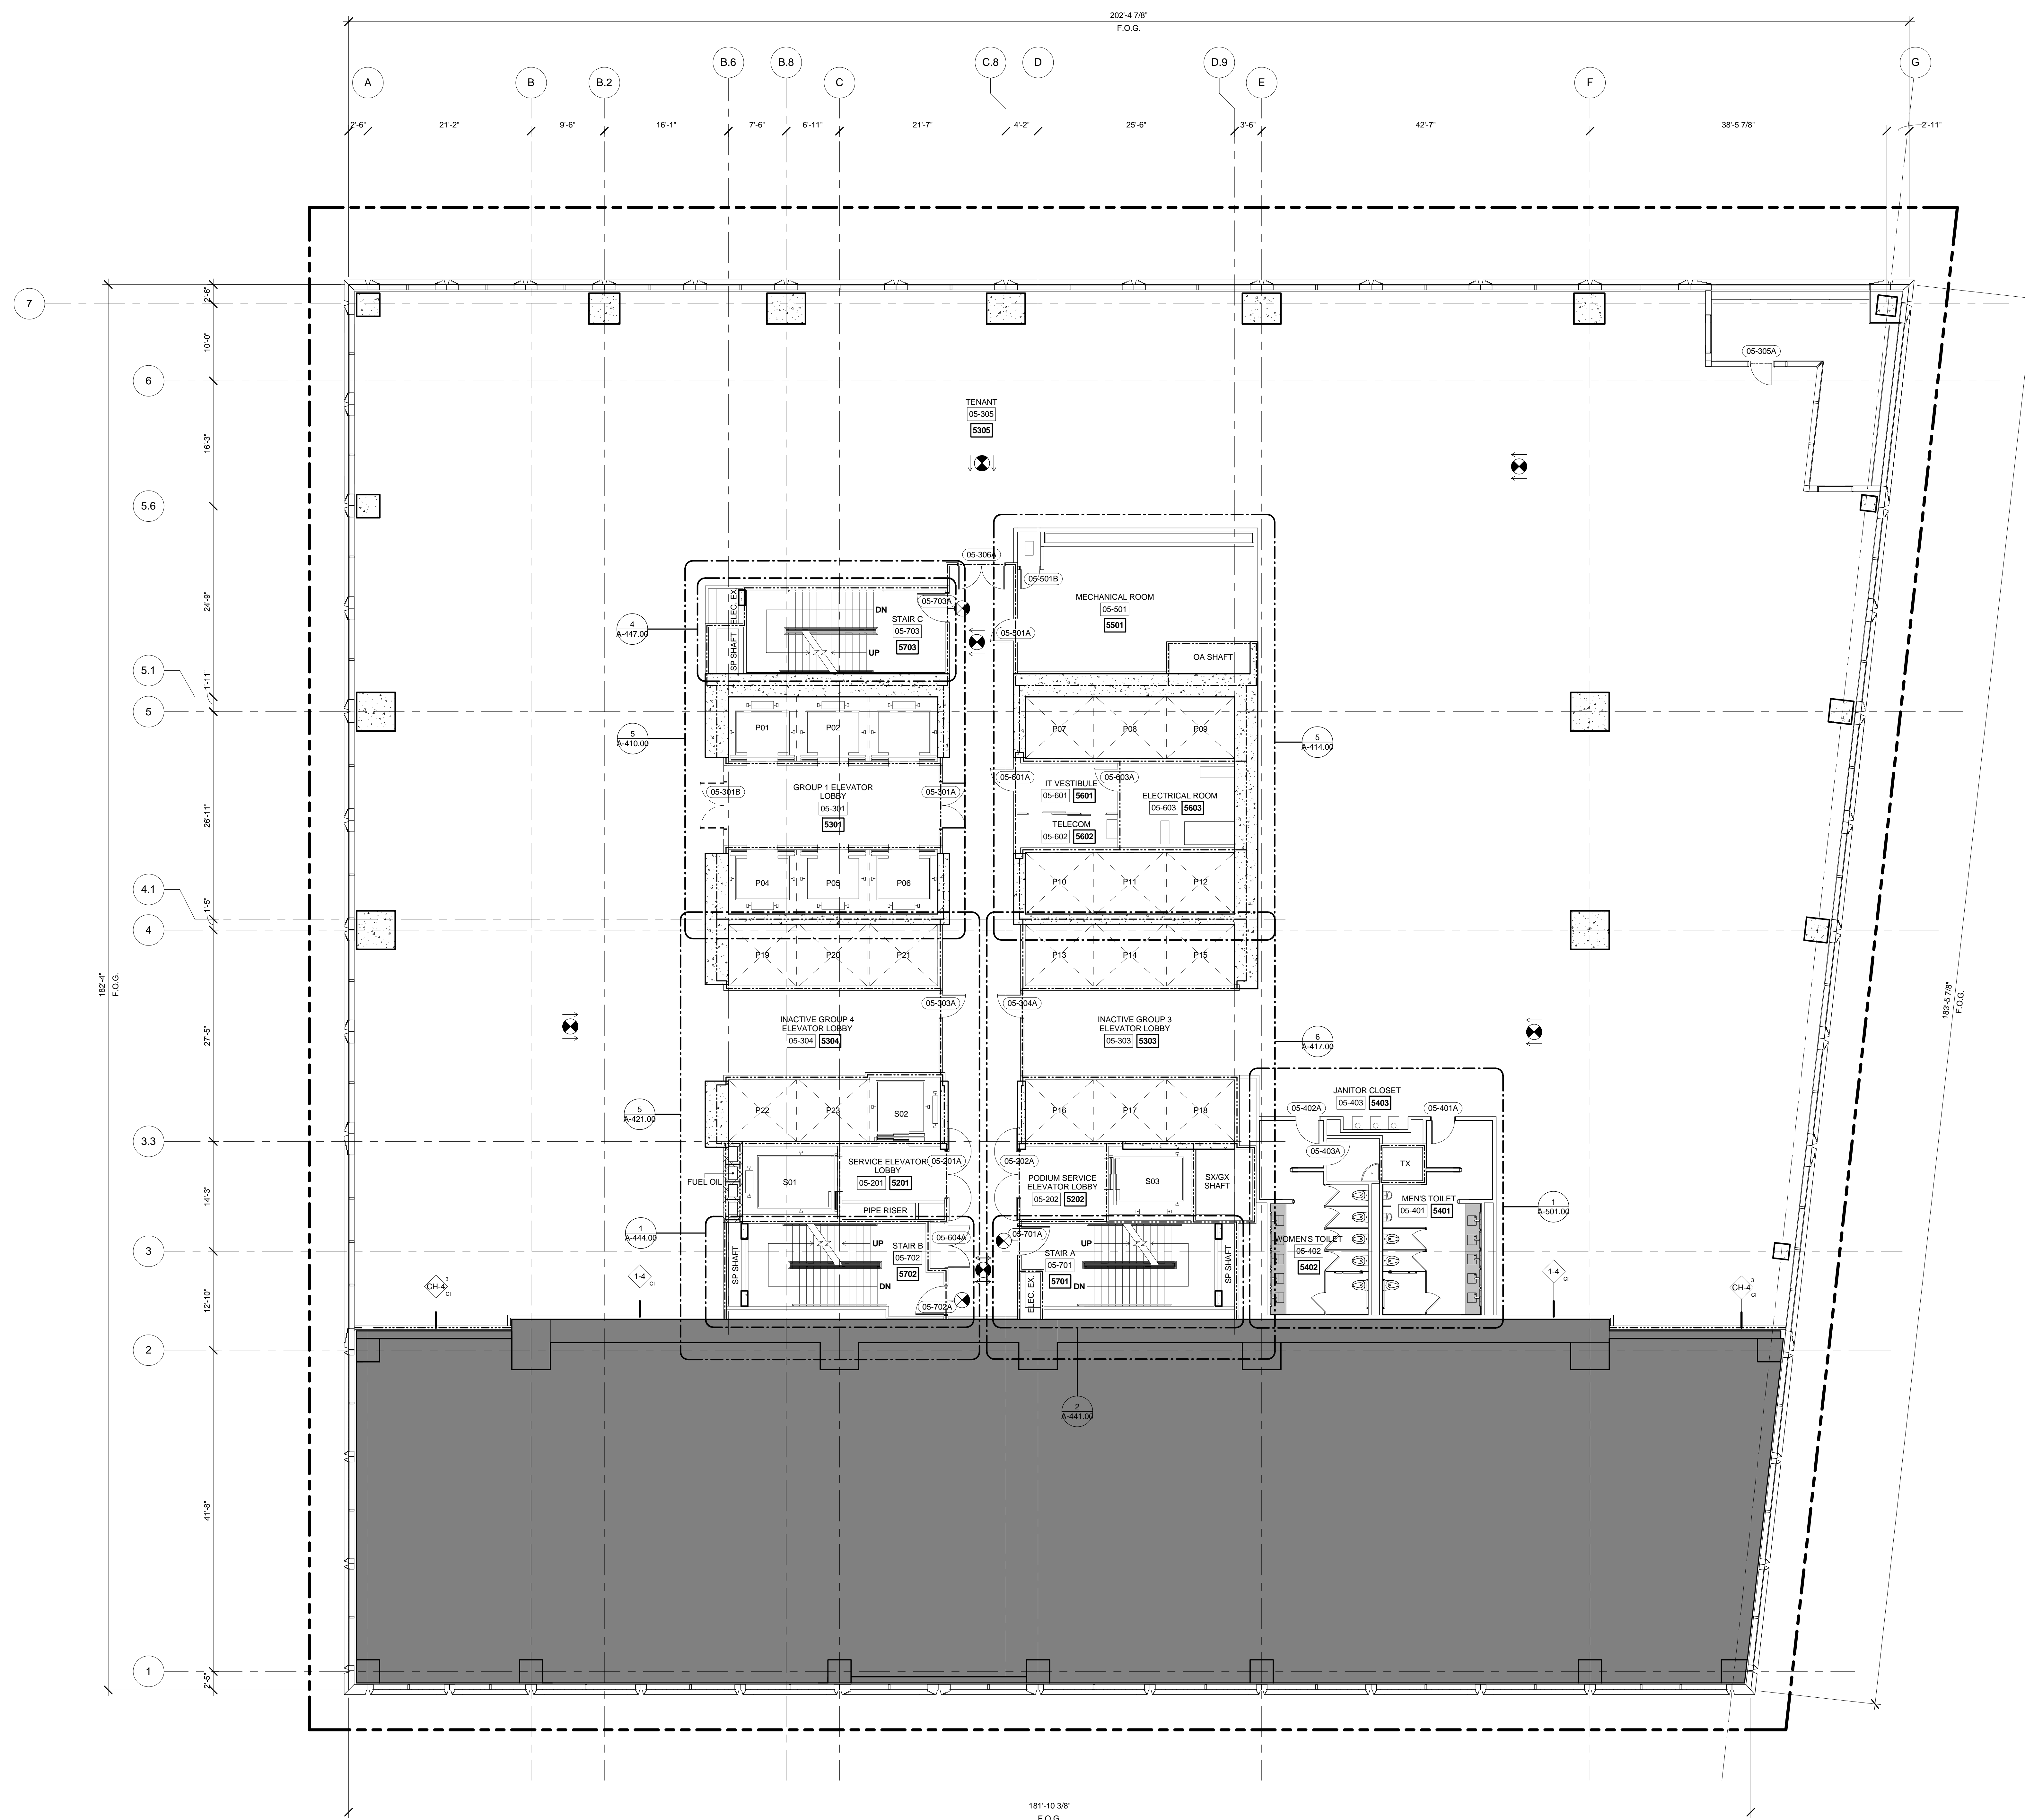 202'-4 7/8"
F.O.G.
A
B
B.2
B.6
B.8
C
C.8
D
D.9
E
F
G
2'-6"
21'-2"
9'-6"
16'-1"
7'-6"
6'-11"
21'-7"
4'-2"
25'-6"
3'-6"
42'-7"
38'-5 7/8"
2'-11"
7
6
5.6
5.1
5
4.1
4
3.3
3
2
1
2'-6"
10'-0"
16'-3"
24'-9"
1'-11"
26'-11"
1'-5"
27'-5"
14'-3"
12'-10"
41'-8"
2'-5"
182'-4"
F.O.G.
183'-5 7/8"
F.O.G.
05-305A
TENANT
05-305
5305
05-306A
05-501B
MECHANICAL ROOM
05-501
5501
05-501A
OA SHAFT
4
A-447.00
ELEC. EX.
SP SHAFT
DN
UP
STAIR C
05-703
5703
05-703A
5
A-410.00
P01
P02
P07
P08
P09
5
A-414.00
05-301B
GROUP 1 ELEVATOR
LOBBY
05-301
5301
05-301A
05-601A
IT VESTIBULE
05-601 5601
05-603A
ELECTRICAL ROOM
05-603 5603
TELECOM
05-602 5602
P04
P05
P06
P10
P11
P12
P19
P20
P21
P13
P14
P15
05-303A
05-304A
INACTIVE GROUP 4
ELEVATOR LOBBY
05-304 5304
INACTIVE GROUP 3
ELEVATOR LOBBY
05-303 5303
6
A-417.00
5
A-421.00
P22
P23
S02
P16
P17
P18
JANITOR CLOSET
05-403 5403
05-402A
05-401A
05-403A
TX
FUEL OIL
S01
SERVICE ELEVATOR
LOBBY
05-201 5201
05-201A
PIPE RISER
05-202A
PODIUM SERVICE
ELEVATOR LOBBY
05-202 5202
S03
SX/GX
SHAFT
MEN'S TOILET
05-401 5401
1
A-501.00
WOMEN'S TOILET
05-402
5402
1
A-444.00
SP SHAFT
UP
DN
STAIR B
05-702
5702
05-604A
05-702A
05-701A
STAIR A
05-701
5701
ELEC. EX.
UP
DN
SP SHAFT
CH-4
3
CI
1-4
CI
1-4
CI
CH-4
3
CI
2
A-441.00
181'-10 3/8"
F.O.G.